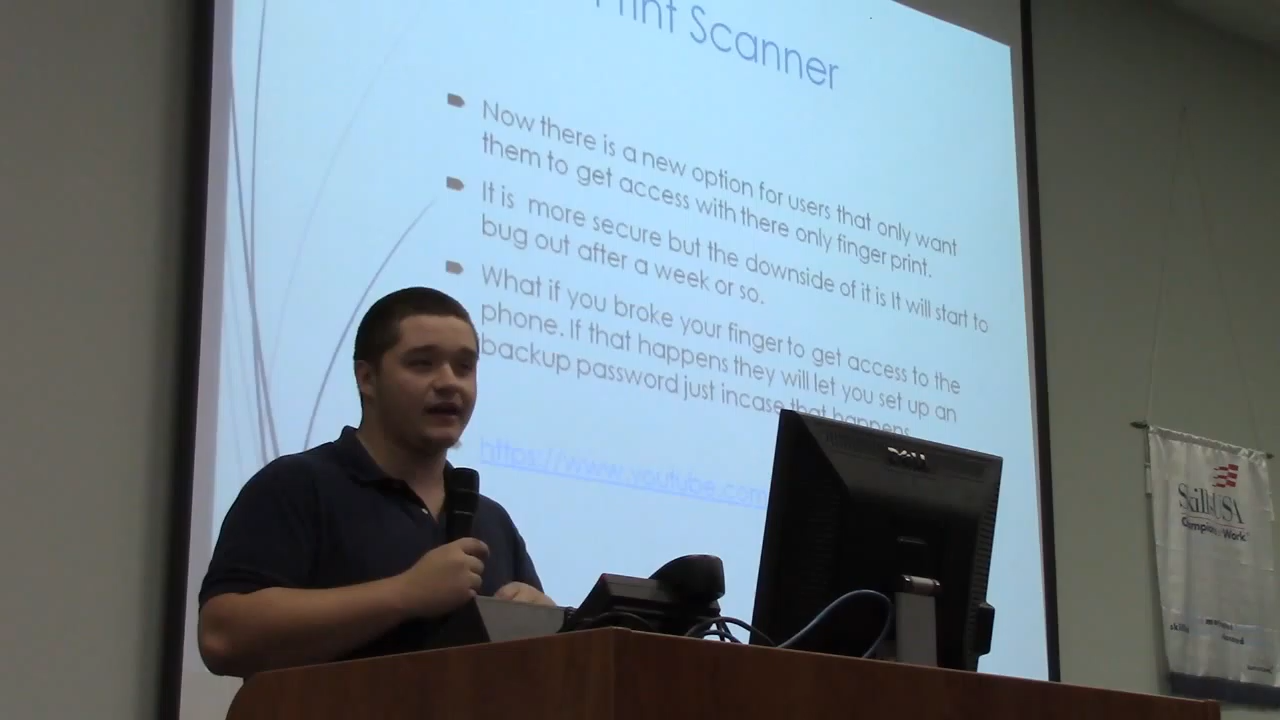 Print Scanner
Now there is a new option for users that only want
them to get access with there only finger print.
It is more secure but the downside of it is It will start to
bug out after a week or so.
What if you broke your finger to get access to the
phone. If that happens they will let you set up an
backup password just incase that happens
https://www.youtube.com
DELL
SkillsUSA